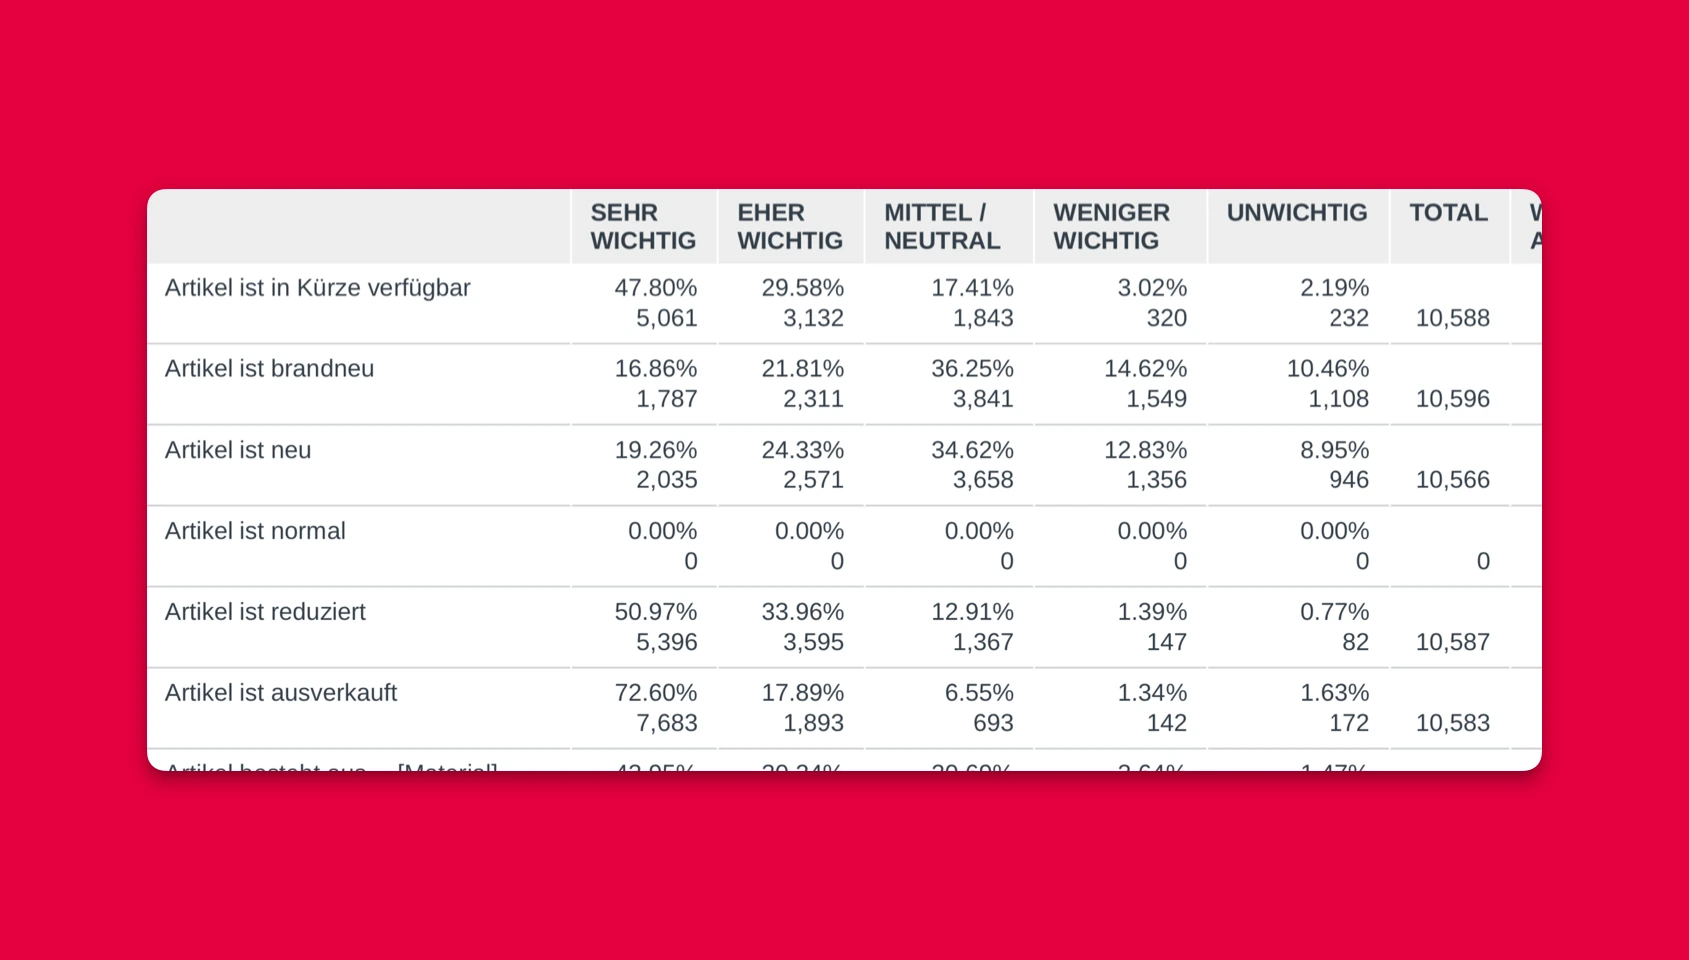 SEHR WICHTIG EHER WICHTIG MITTEL / NEUTRAL WENIGER WICHTIG UNWICHTIG TOTAL
Artikel ist in Kürze verfügbar 47.80% 29.58% 17.41% 3.02% 2.19%
5,061 3,132 1,843 320 232 10,588
Artikel ist brandneu 16.86% 21.81% 36.25% 14.62% 10.46%
1,787 2,311 3,841 1,549 1,108 10,596
Artikel ist neu 19.26% 24.33% 34.62% 12.83% 8.95%
2,035 2,571 3,658 1,356 946 10,566
Artikel ist normal 0.00% 0.00% 0.00% 0.00% 0.00%
0 0 0 0 0 0
Artikel ist reduziert 50.97% 33.96% 12.91% 1.39% 0.77%
5,396 3,595 1,367 147 82 10,587
Artikel ist ausverkauft 72.60% 17.89% 6.55% 1.34% 1.63%
7,683 1,893 693 142 172 10,583
Artikel besteht aus